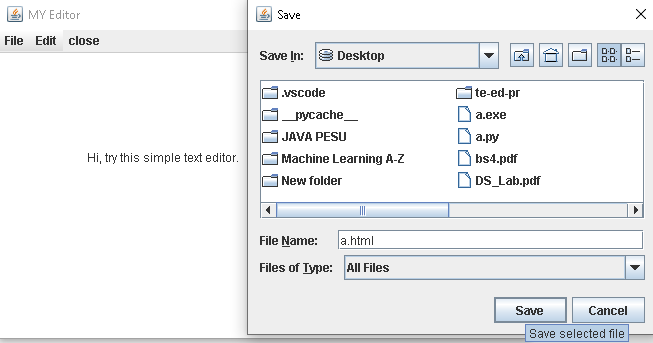 MY Editor
File Edit close
Hi, try this simple text editor.
Save
Save In: Desktop
.vscode
__pycache__
JAVA PESU
Machine Learning A-Z
New folder
te-ed-pr
a.exe
a.py
bs4.pdf
DS_Lab.pdf
File Name: a.html
Files of Type: All Files
Save Cancel
Save selected file